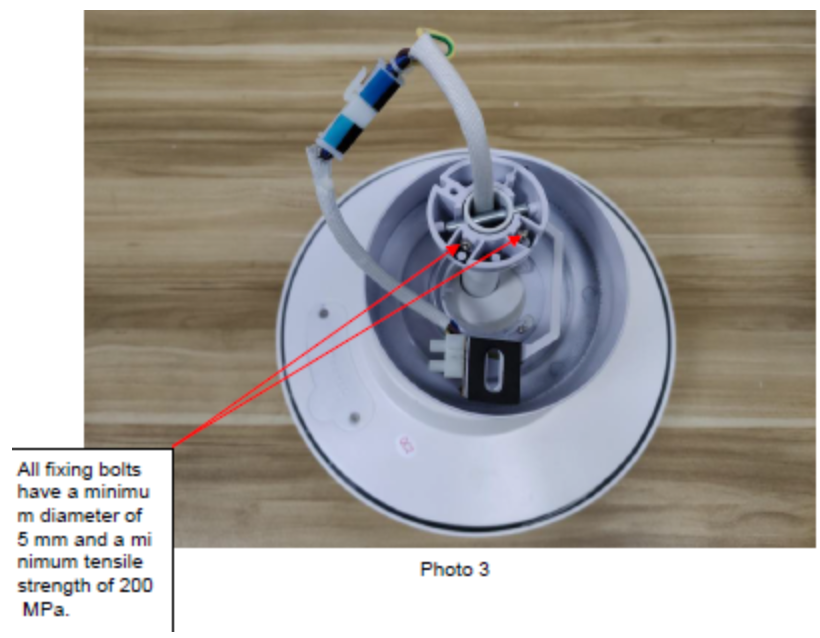 All fixing bolts
have a minimu
m diameter of
5 mm and a mi
nimum tensile
strength of 200
MPa.
Photo 3